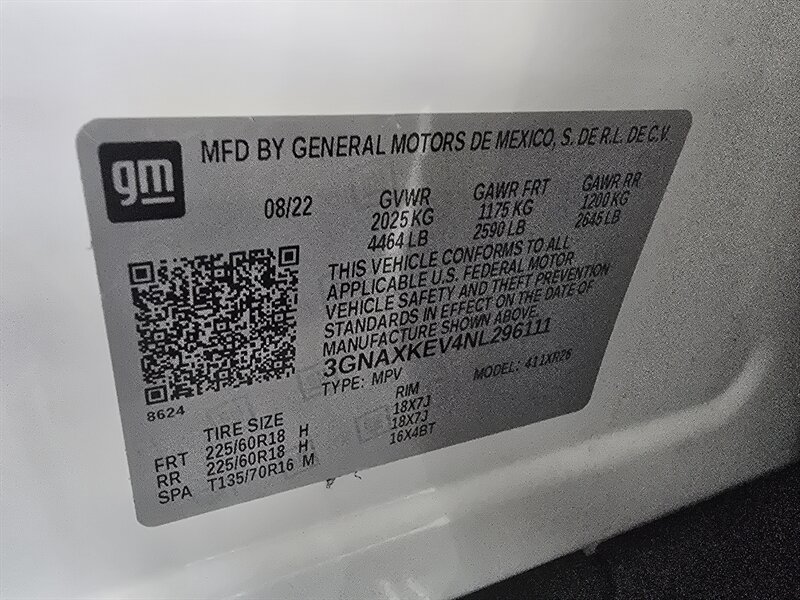 gm
MFD BY GENERAL MOTORS DE MEXICO, S. DE R.L. DE C.V.
08/22
GVWR GAWR FRT GAWR RR
2025 KG 1175 KG 1200 KG
4464 LB 2590 LB 2645 LB
THIS VEHICLE CONFORMS TO ALL
APPLICABLE U.S. FEDERAL MOTOR
VEHICLE SAFETY AND THEFT PREVENTION
STANDARDS IN EFFECT ON THE DATE OF
MANUFACTURE SHOWN ABOVE.
3GNAXKEV4NL296111
TYPE: MPV MODEL: 411XR26
8624
TIRE SIZE RIM
FRT 225/60R18 H 18X7J
RR 225/60R18 H 18X7J
SPA T135/70R16 M 16X4BT